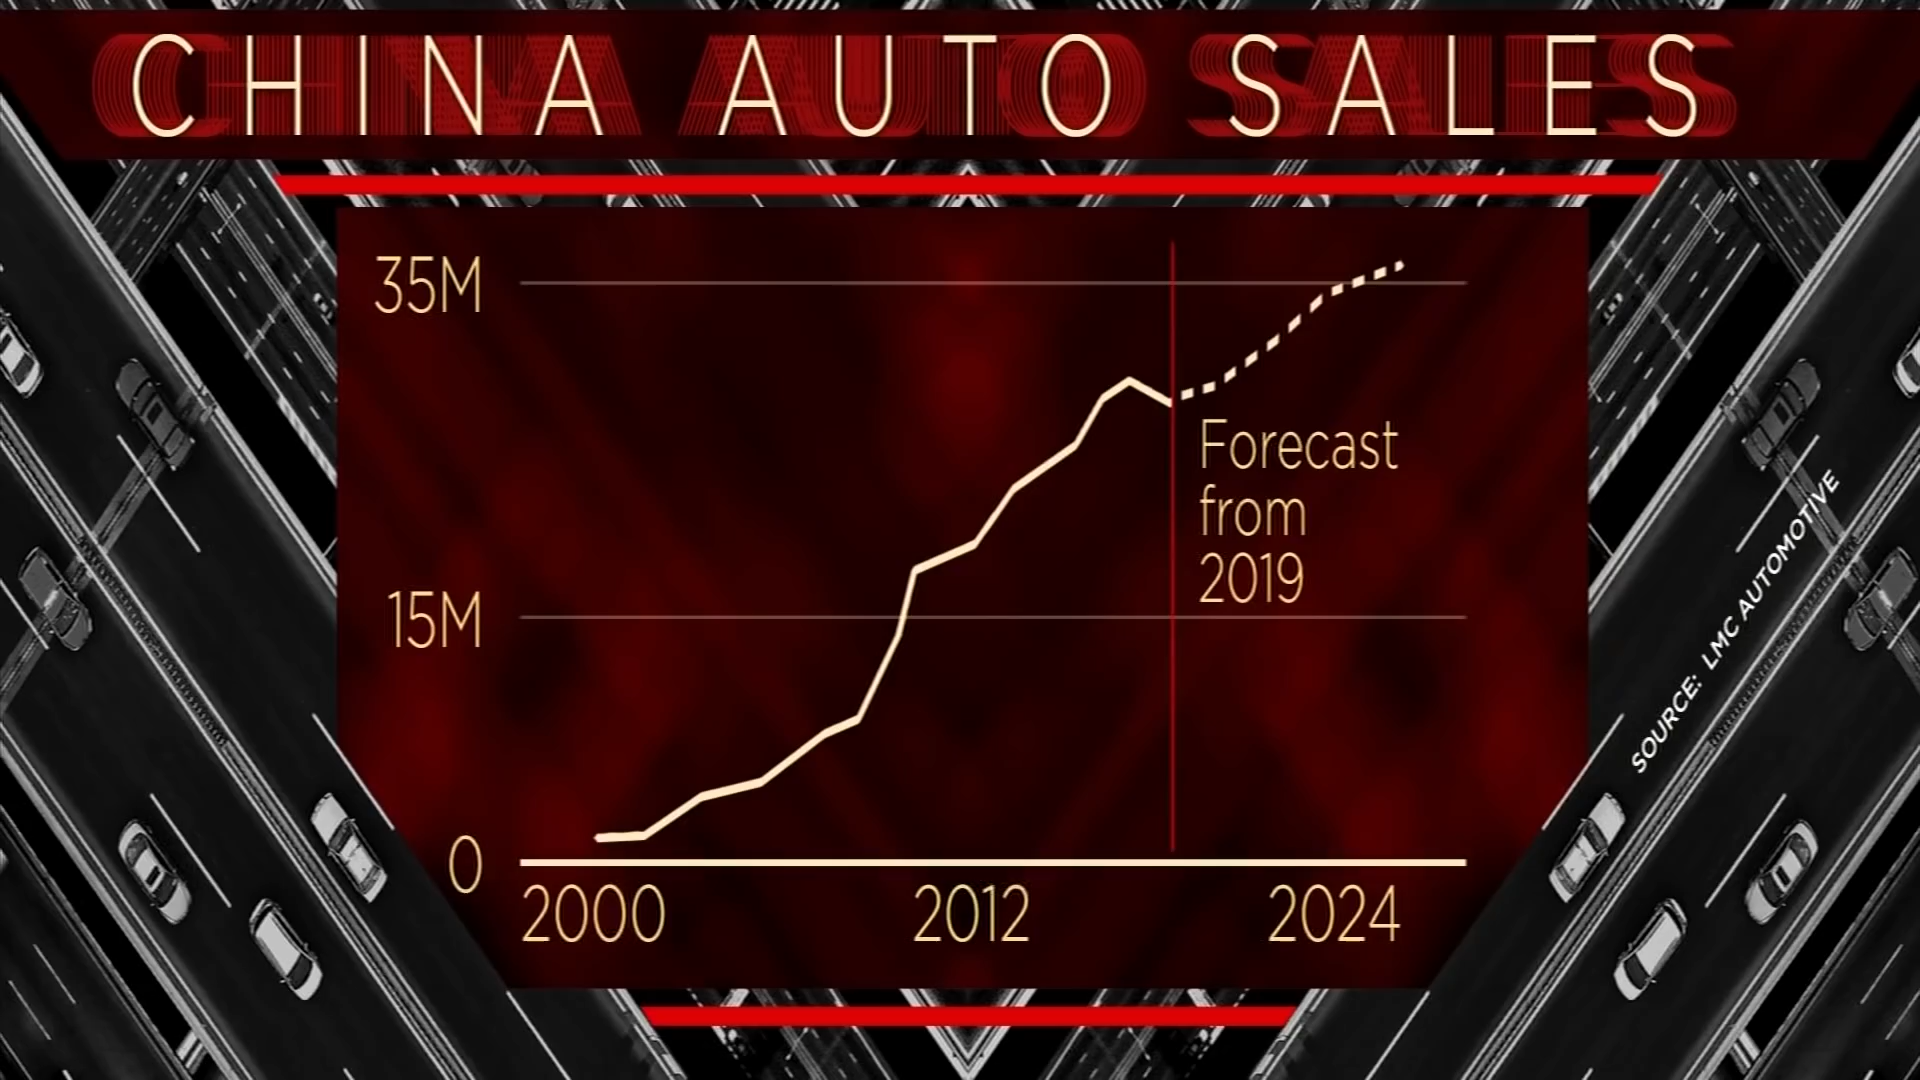 CHINA AUTO SALES
35M
Forecast
from
2019
15M
0
2000 2012 2024
SOURCE: LMC AUTOMOTIVE